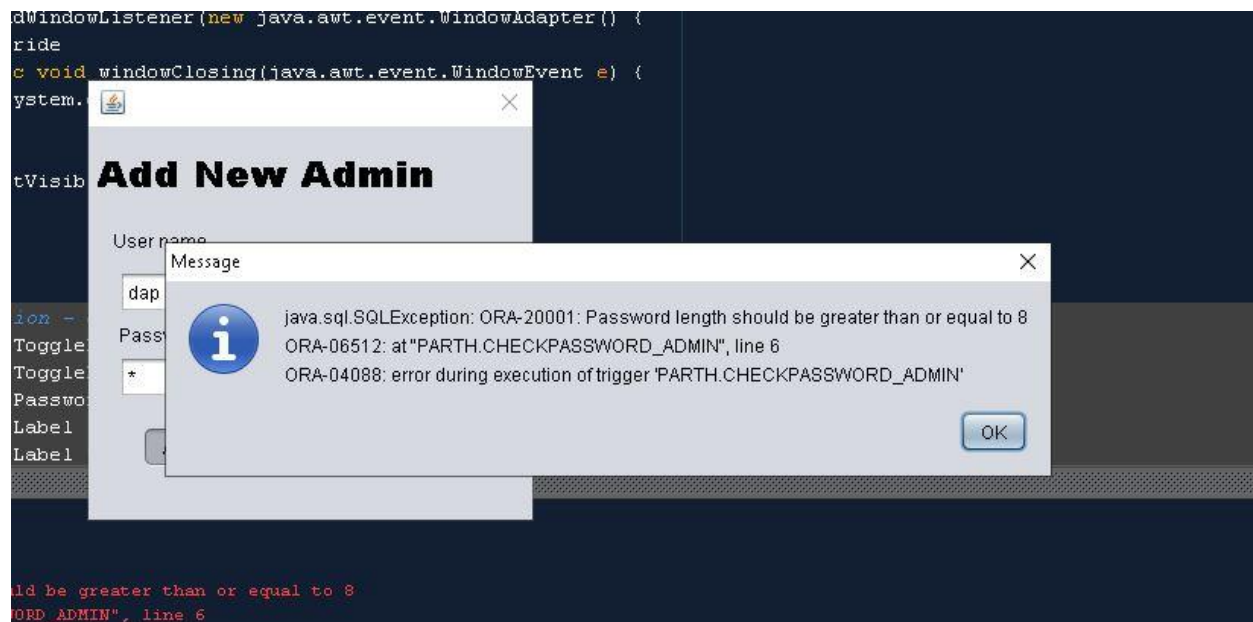 dWindowListener(new java.awt.event.WindowAdapter() {
ride
c void windowClosing(java.awt.event.WindowEvent e) {
ystem.
tVisib
Add New Admin
User name
dap
Passw
*
Message
java.sql.SQLException: ORA-20001: Password length should be greater than or equal to 8
ORA-06512: at "PARTH.CHECKPASSWORD_ADMIN", line 6
ORA-04088: error during execution of trigger 'PARTH.CHECKPASSWORD_ADMIN'
OK
ion -
Toggle
Toggle
Passwo
Label
Label
ld be greater than or equal to 8
WORD_ADMIN", line 6